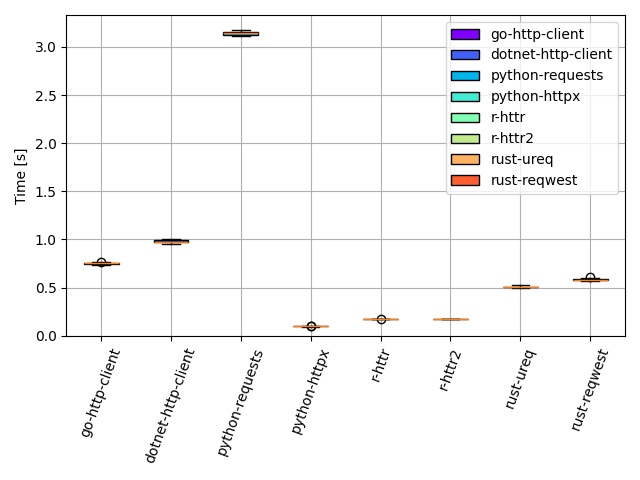 Time [s]
3.0
2.5
2.0
1.5
1.0
0.5
0.0
go-http-client
dotnet-http-client
python-requests
python-httpx
r-httr
r-httr2
rust-ureq
rust-reqwest
go-http-client
dotnet-http-client
python-requests
python-httpx
r-httr
r-httr2
rust-ureq
rust-reqwest